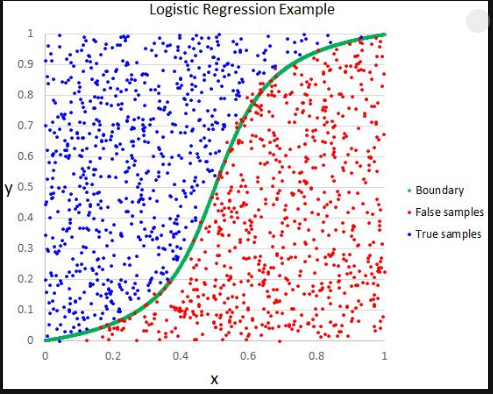 Logistic Regression Example
1
0.9
0.8
0.7
0.6
y
0.5
0.4
0.3
0.2
0.1
0
0 0.2 0.4 0.6 0.8 1
x
Boundary
False samples
True samples